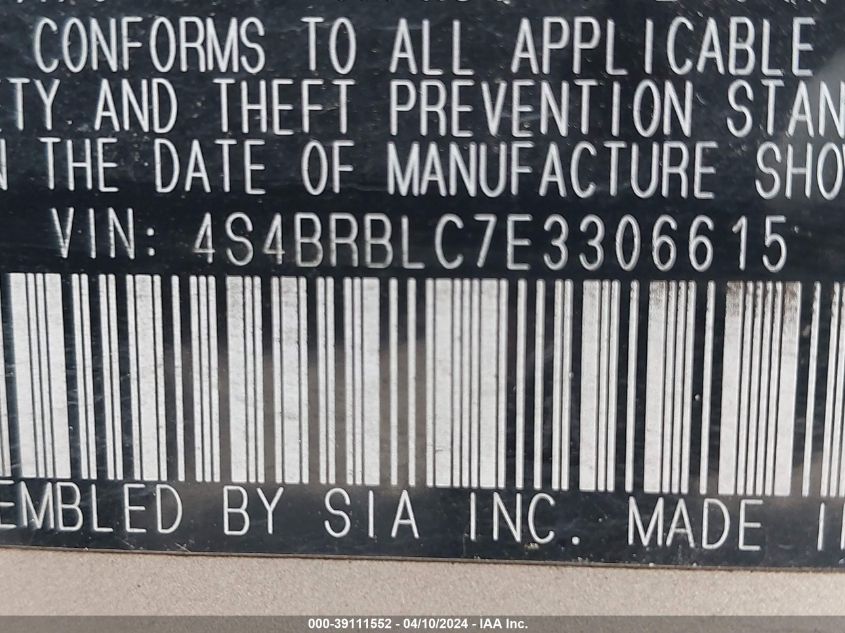 CONFORMS TO ALL APPLICABLE
ETY AND THEFT PREVENTION STAN
THE DATE OF MANUFACTURE SHO
VIN: 4S4BRBLC7E3306615
EMBLED BY SIA INC. MADE I
000-39111552 - 04/10/2024 - IAA Inc.